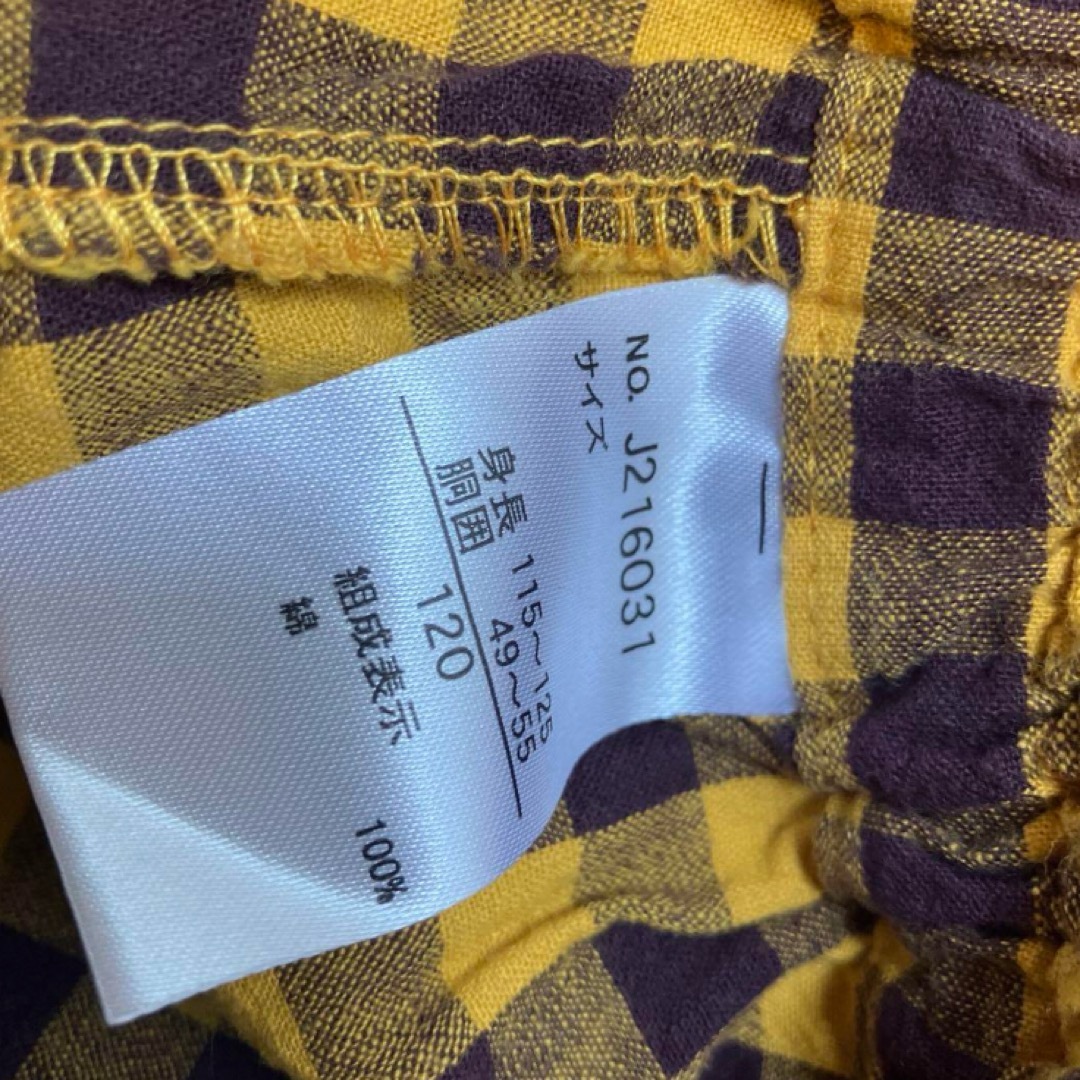 NO. J216031
サイズ
身長 115～125
胴囲 49～55
120
組成表示
綿 100%